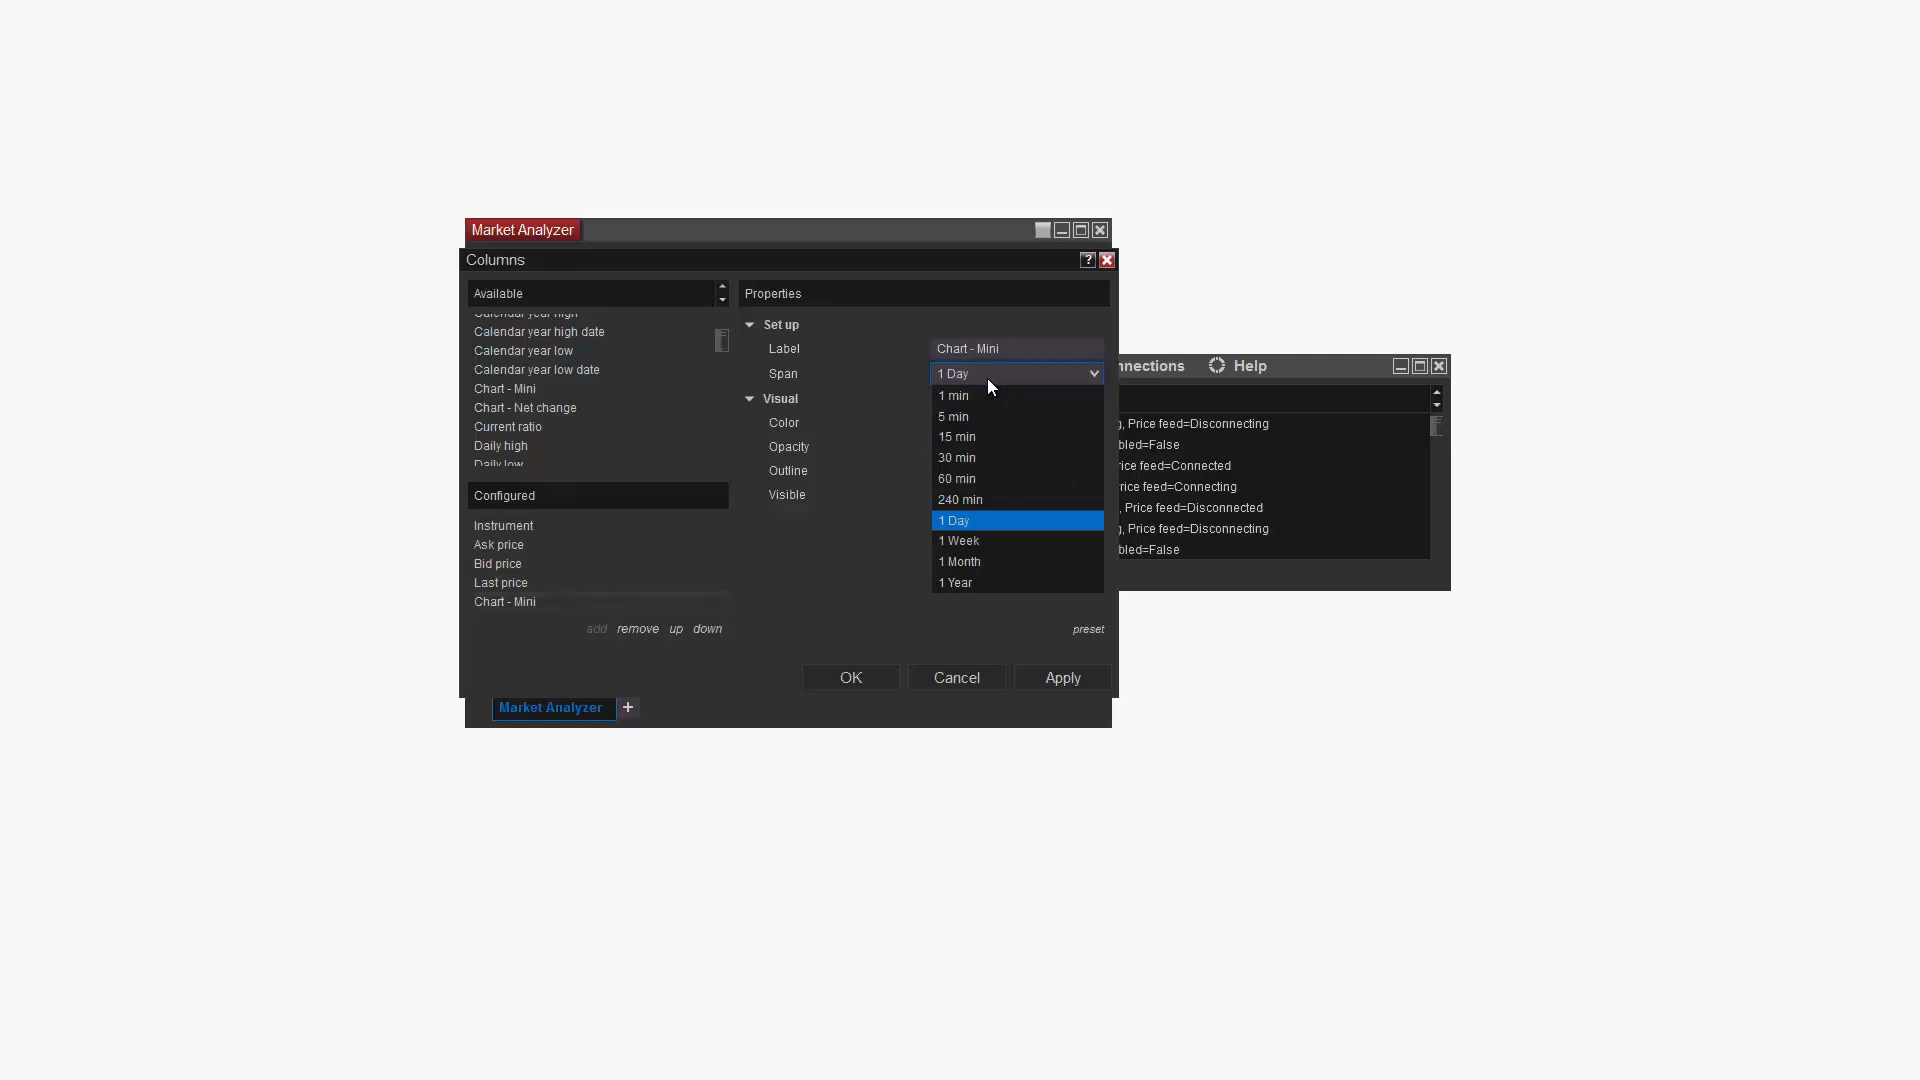 Market Analyzer
Columns
?
Available
Properties
Calendar year high
Calendar year high date
Calendar year low
Calendar year low date
Chart - Mini
Chart - Net change
Current ratio
Daily high
Daily low
Configured
Instrument
Ask price
Bid price
Last price
Chart - Mini
add remove up down
Set up
Label
Chart - Mini
Span
1 Day
Visual
Color
Opacity
Outline
Visible
1 min
5 min
15 min
30 min
60 min
240 min
1 Day
1 Week
1 Month
1 Year
preset
OK
Cancel
Apply
Market Analyzer +
nnections
Help
g, Price feed=Disconnecting
bled=False
rice feed=Connected
rice feed=Connecting
, Price feed=Disconnected
g, Price feed=Disconnecting
bled=False